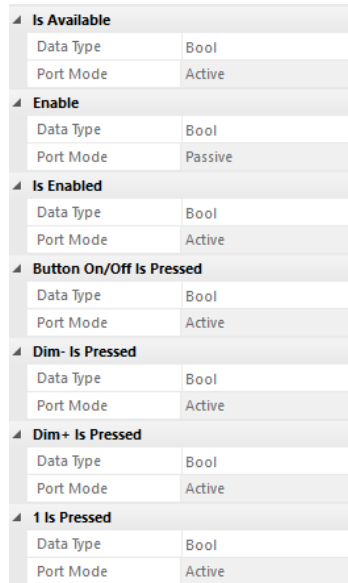 Is Available
Data Type Bool
Port Mode Active
Enable
Data Type Bool
Port Mode Passive
Is Enabled
Data Type Bool
Port Mode Active
Button On/Off Is Pressed
Data Type Bool
Port Mode Active
Dim- Is Pressed
Data Type Bool
Port Mode Active
Dim+ Is Pressed
Data Type Bool
Port Mode Active
1 Is Pressed
Data Type Bool
Port Mode Active